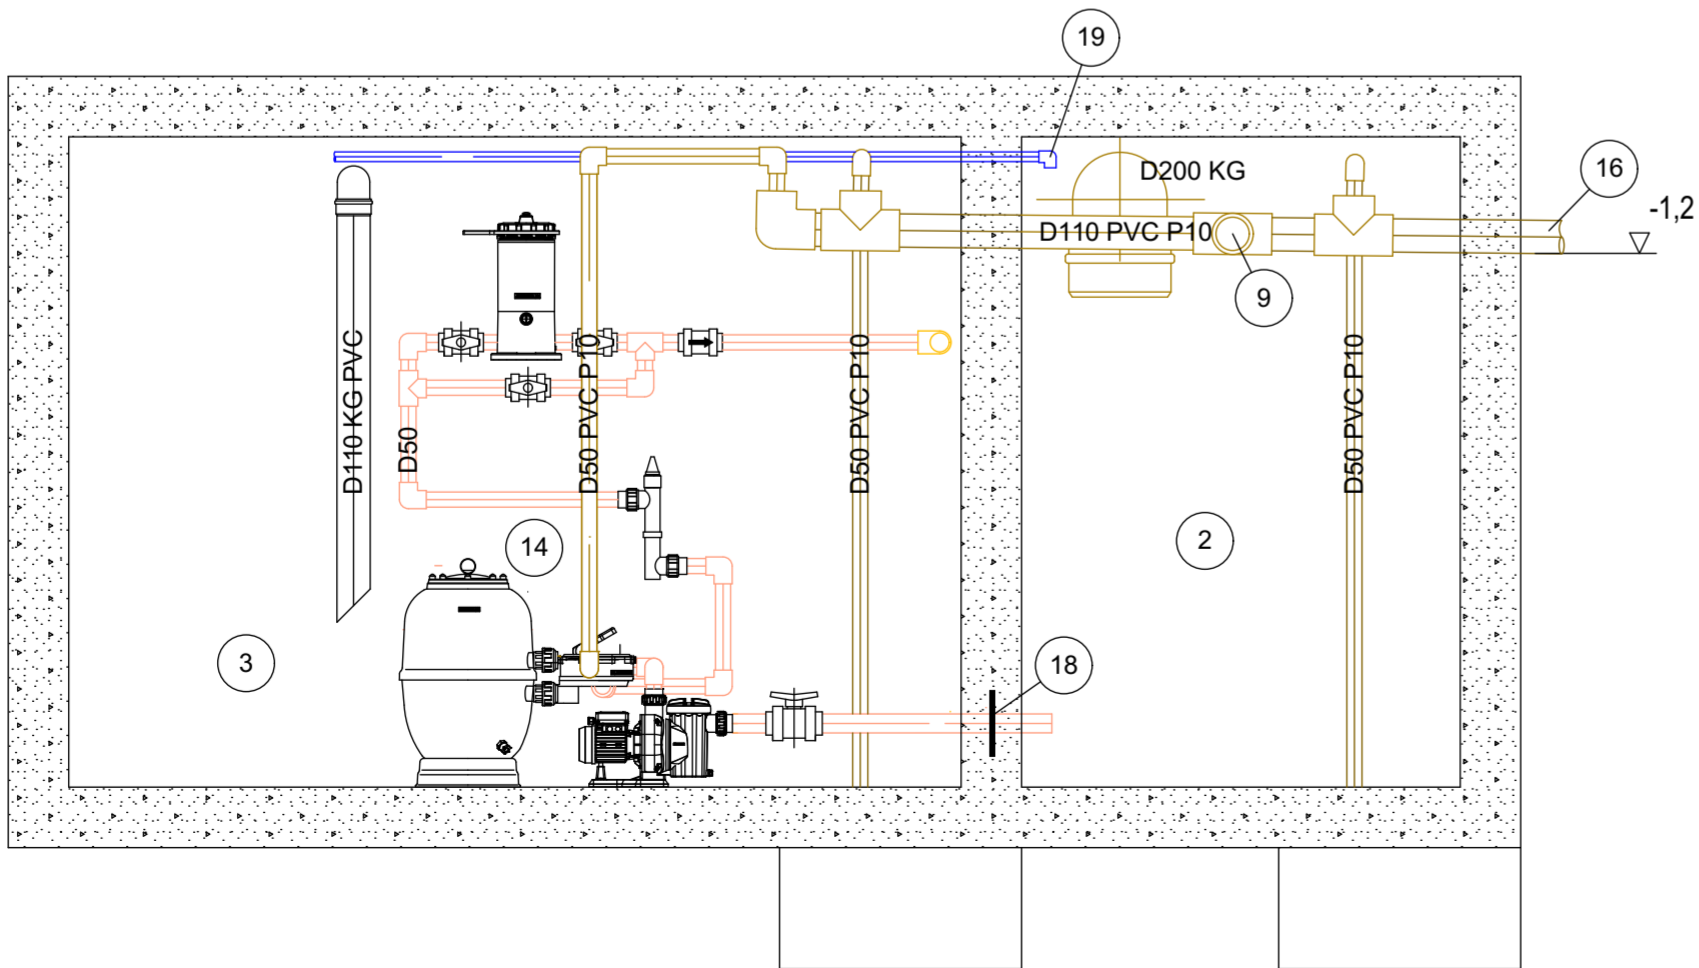 19
16
-1,2
D200 KG
D110 PVC P10
9
D110 KG PVC
D50
D50 PVC P10
D50 PVC P10
D50 PVC P10
14
2
3
18